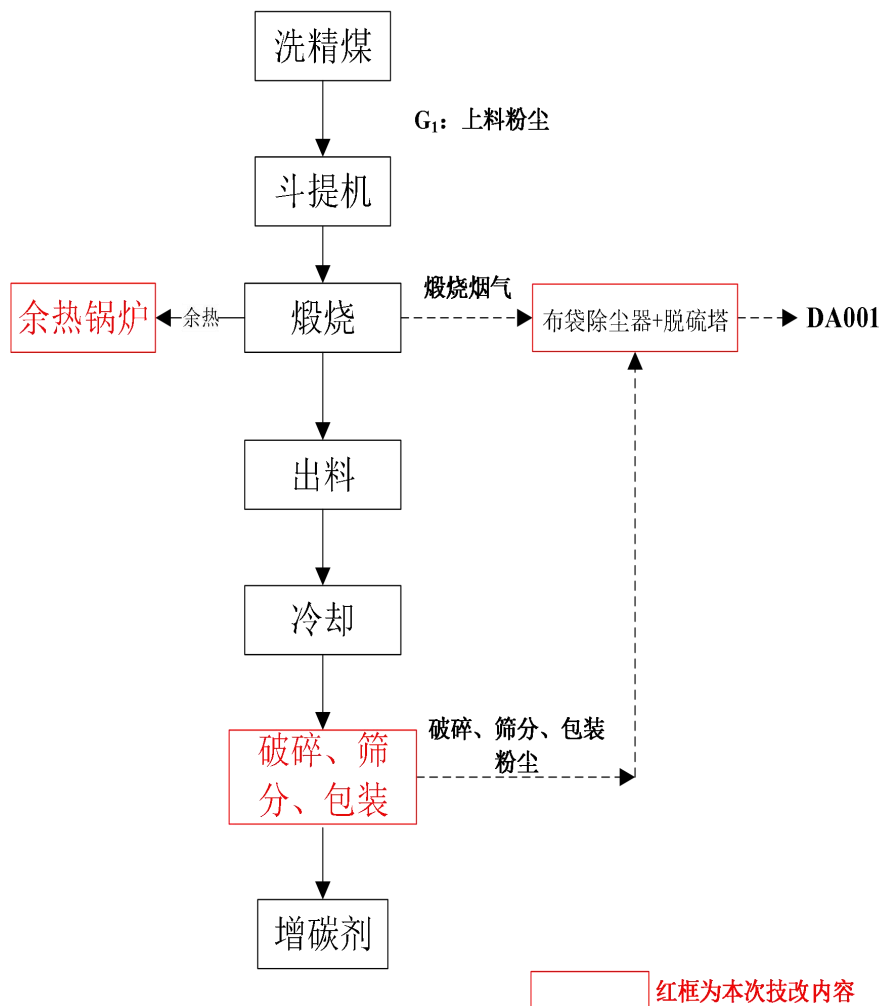 洗精煤
G₁：上料粉尘
斗提机
煅烧烟气
余热锅炉
余热
煅烧
布袋除尘器+脱硫塔
DA001
出料
冷却
破碎、筛
分、包装
破碎、筛分、包装
粉尘
增碳剂
红框为本次技改内容